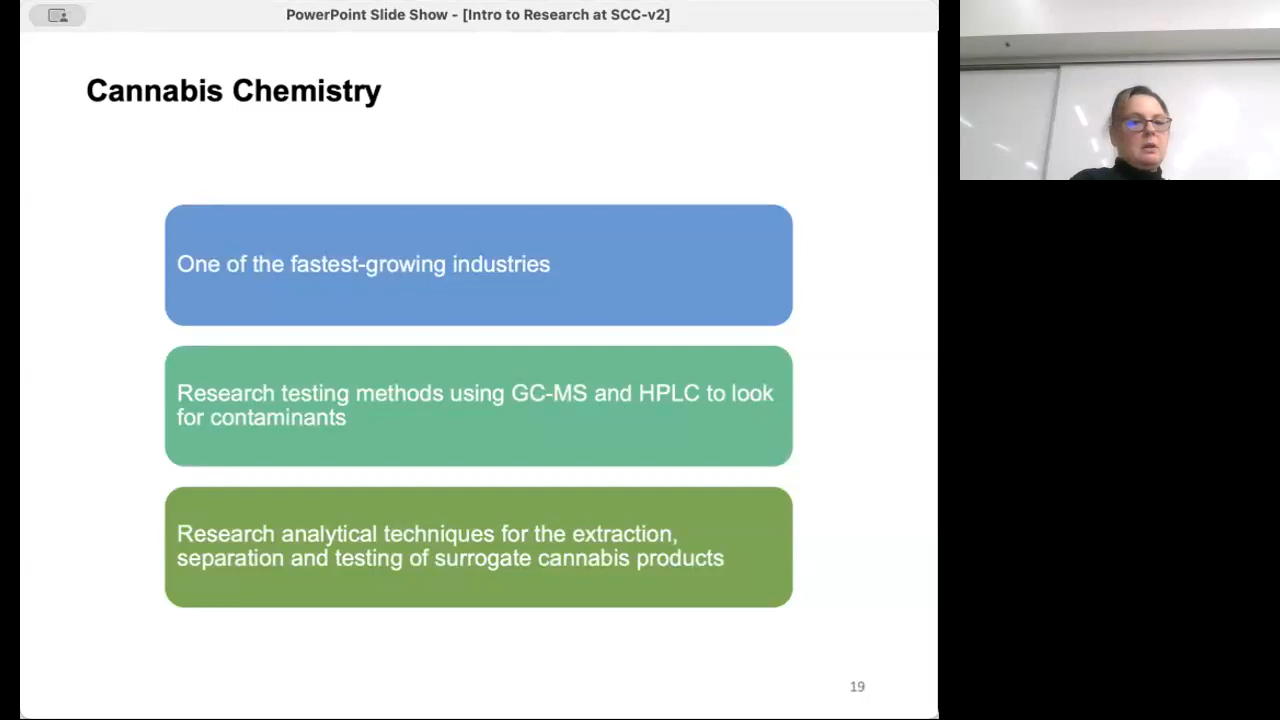 PowerPoint Slide Show - [Intro to Research at SCC-v2]
Cannabis Chemistry
One of the fastest-growing industries
Research testing methods using GC-MS and HPLC to look
for contaminants
Research analytical techniques for the extraction,
separation and testing of surrogate cannabis products
19